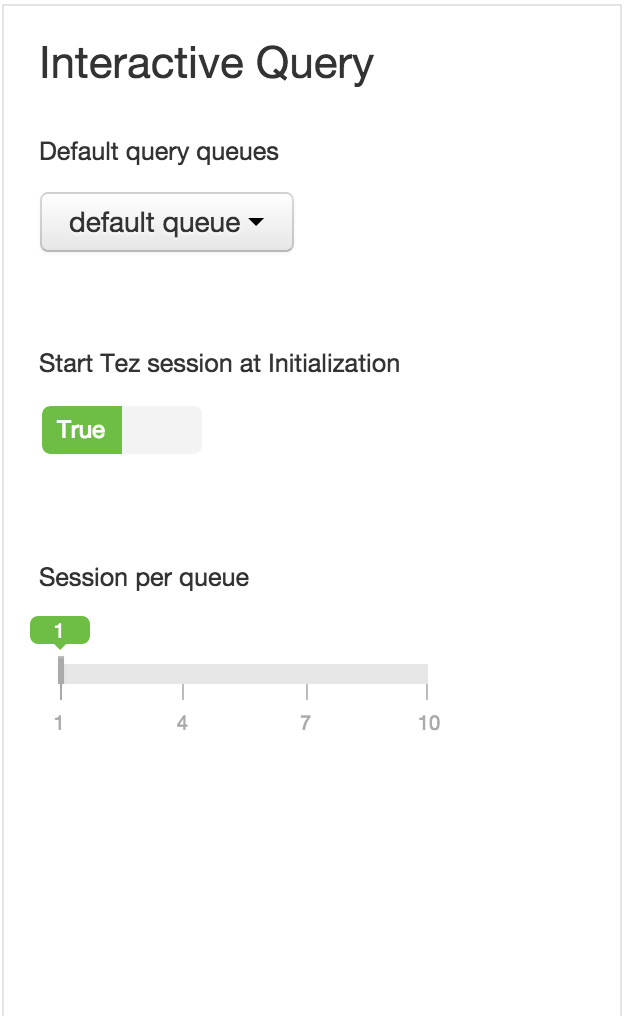 Interactive Query
Default query queues
default queue
Start Tez session at Initialization
True
Session per queue
1
1 4 7 10